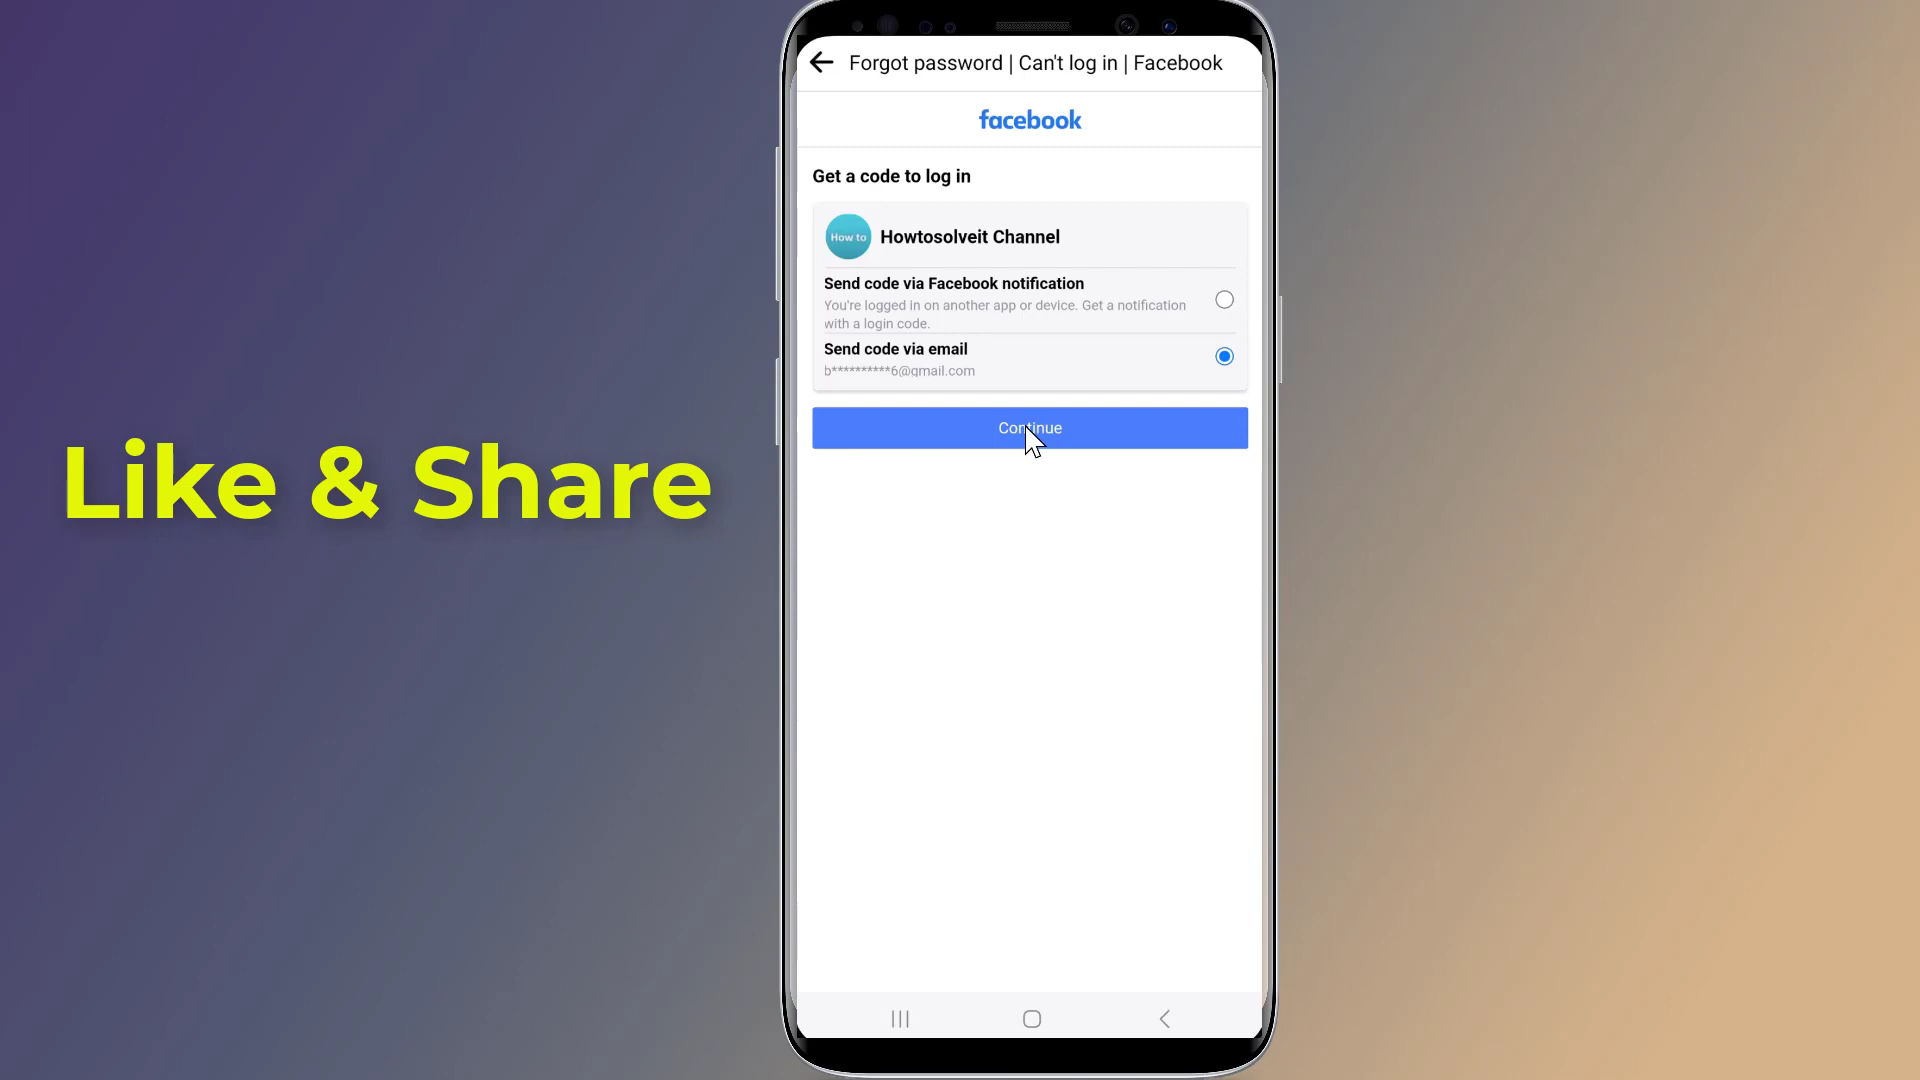 Forgot password | Can't log in | Facebook
facebook
Get a code to log in
How to
Howtosolveit Channel
Send code via Facebook notification
You're logged in on another app or device. Get a notification
with a login code.
Send code via email
b**********6@gmail.com
Continue
Like & Share